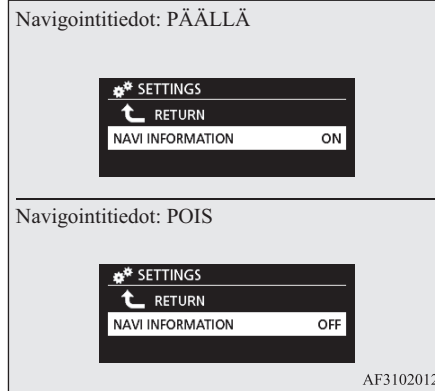 Navigointitiedot: PÄÄLLÄ
SETTINGS
RETURN
NAVI INFORMATION ON
Navigointitiedot: POIS
SETTINGS
RETURN
NAVI INFORMATION OFF
AF3102012